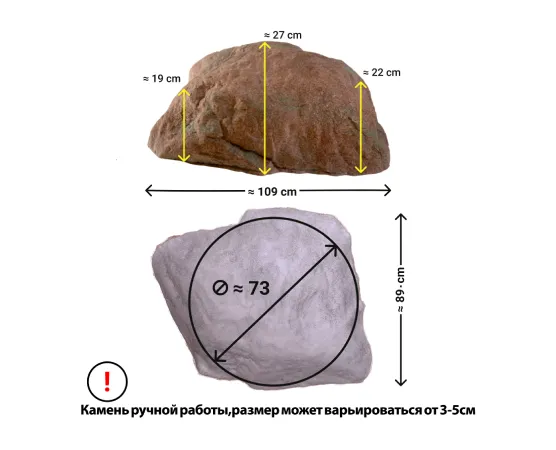 ≈ 27 cm
≈ 19 cm
≈ 22 cm
≈ 109 cm
∅ ≈ 73
≈ 89·cm
!
Камень ручной работы,размер может варьироваться от 3-5см